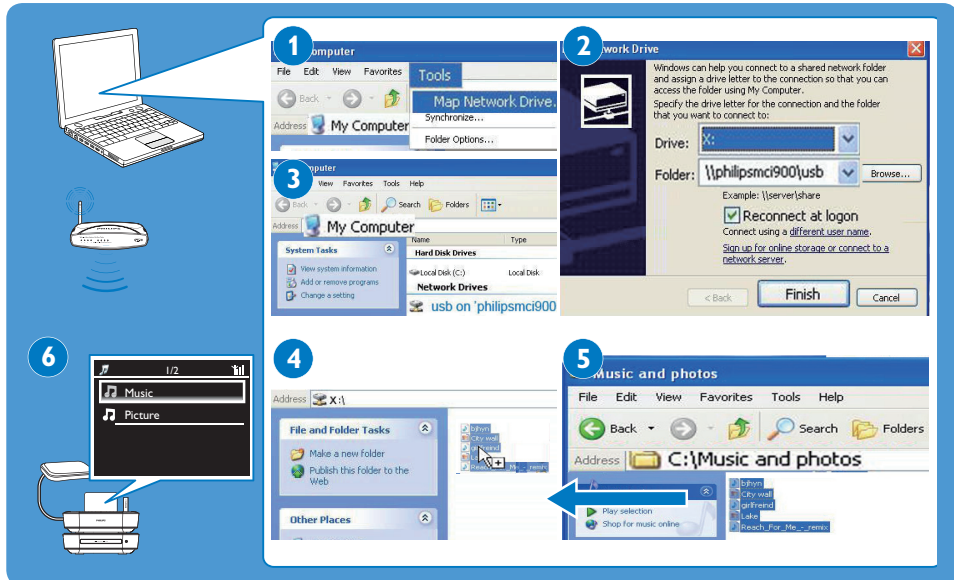 1
omputer
File Edit View Favorites Tools
Back
Map Network Drive.
Synchronize...
Address My Computer
Folder Options...
2
work Drive
Windows can help you connect to a shared network folder
and assign a drive letter to the connection so that you can
access the folder using My Computer.
Specify the drive letter for the connection and the folder
that you want to connect to:
Drive: X:
Folder: \\philipsmci900\usb Browse...
Example: \\server\share
Reconnect at logon
Connect using a different user name.
Sign up for online storage or connect to a
network server.
< Back Finish Cancel
3
omputer
View Favorites Tools Help
Back Search Folders
Address My Computer
Name Type
System Tasks
Hard Disk Drives
View system information
Local Disk (C:) Local Disk
Add or remove programs
Network Drives
Change a setting
usb on 'philipsmci900
4
Address X:\
File and Folder Tasks
bjhyn
City wall
Make a new folder
girlfreind
Publish this folder to the
Web
Other Places
5
Music and photos
File Edit View Favorites Tools Help
Back Search Folders
Address C:\Music and photos
bjhyn
City wall
Play selection
girlfreind
Shop for music online
Lake
Reach_For_Me_-_remix
6
1/2
Music
Picture
PHILIPS